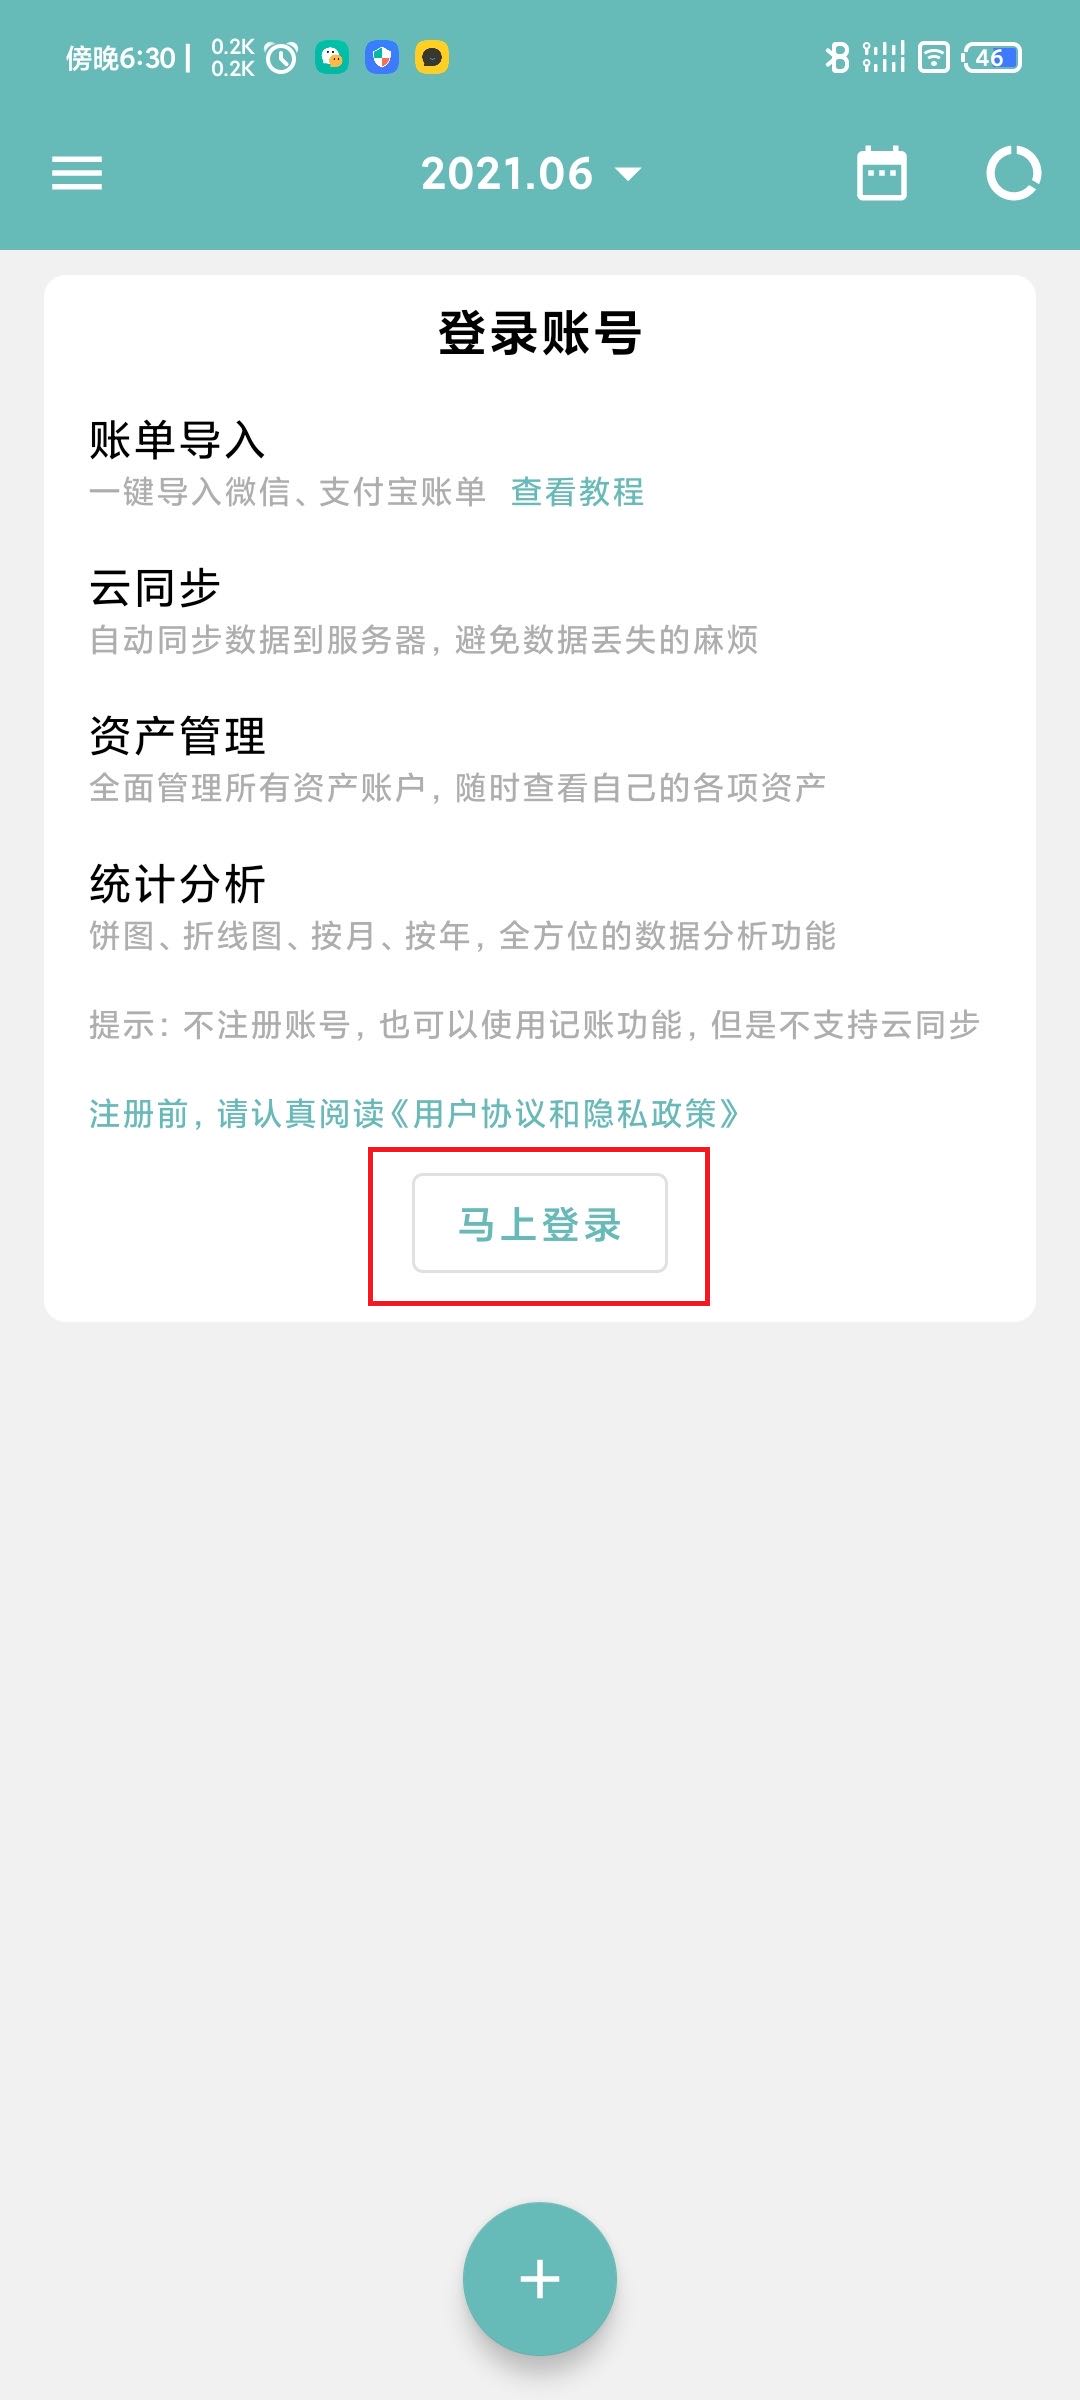 傍晚6:30 | 0.2K
0.2K
46
2021.06
登录账号
账单导入
一键导入微信、支付宝账单 查看教程
云同步
自动同步数据到服务器，避免数据丢失的麻烦
资产管理
全面管理所有资产账户，随时查看自己的各项资产
统计分析
饼图、折线图、按月、按年，全方位的数据分析功能
提示：不注册账号，也可以使用记账功能，但是不支持云同步
注册前，请认真阅读《用户协议和隐私政策》
马上登录